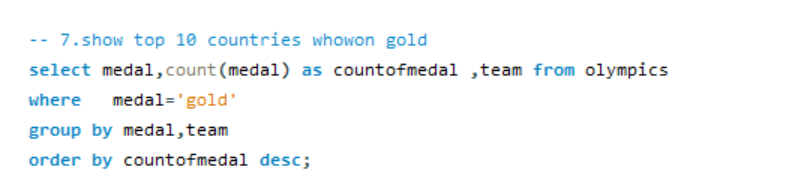 -- 7.show top 10 countries whowon gold
select medal,count(medal) as countofmedal ,team from olympics
where   medal='gold'
group by medal,team
order by countofmedal desc;